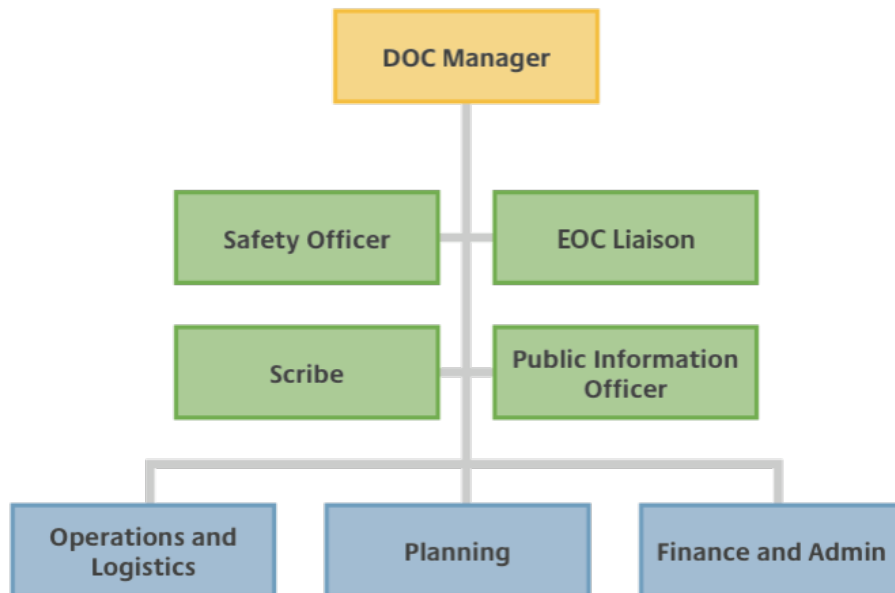 DOC Manager
Safety Officer
EOC Liaison
Scribe
Public Information
Officer
Operations and
Logistics
Planning
Finance and Admin